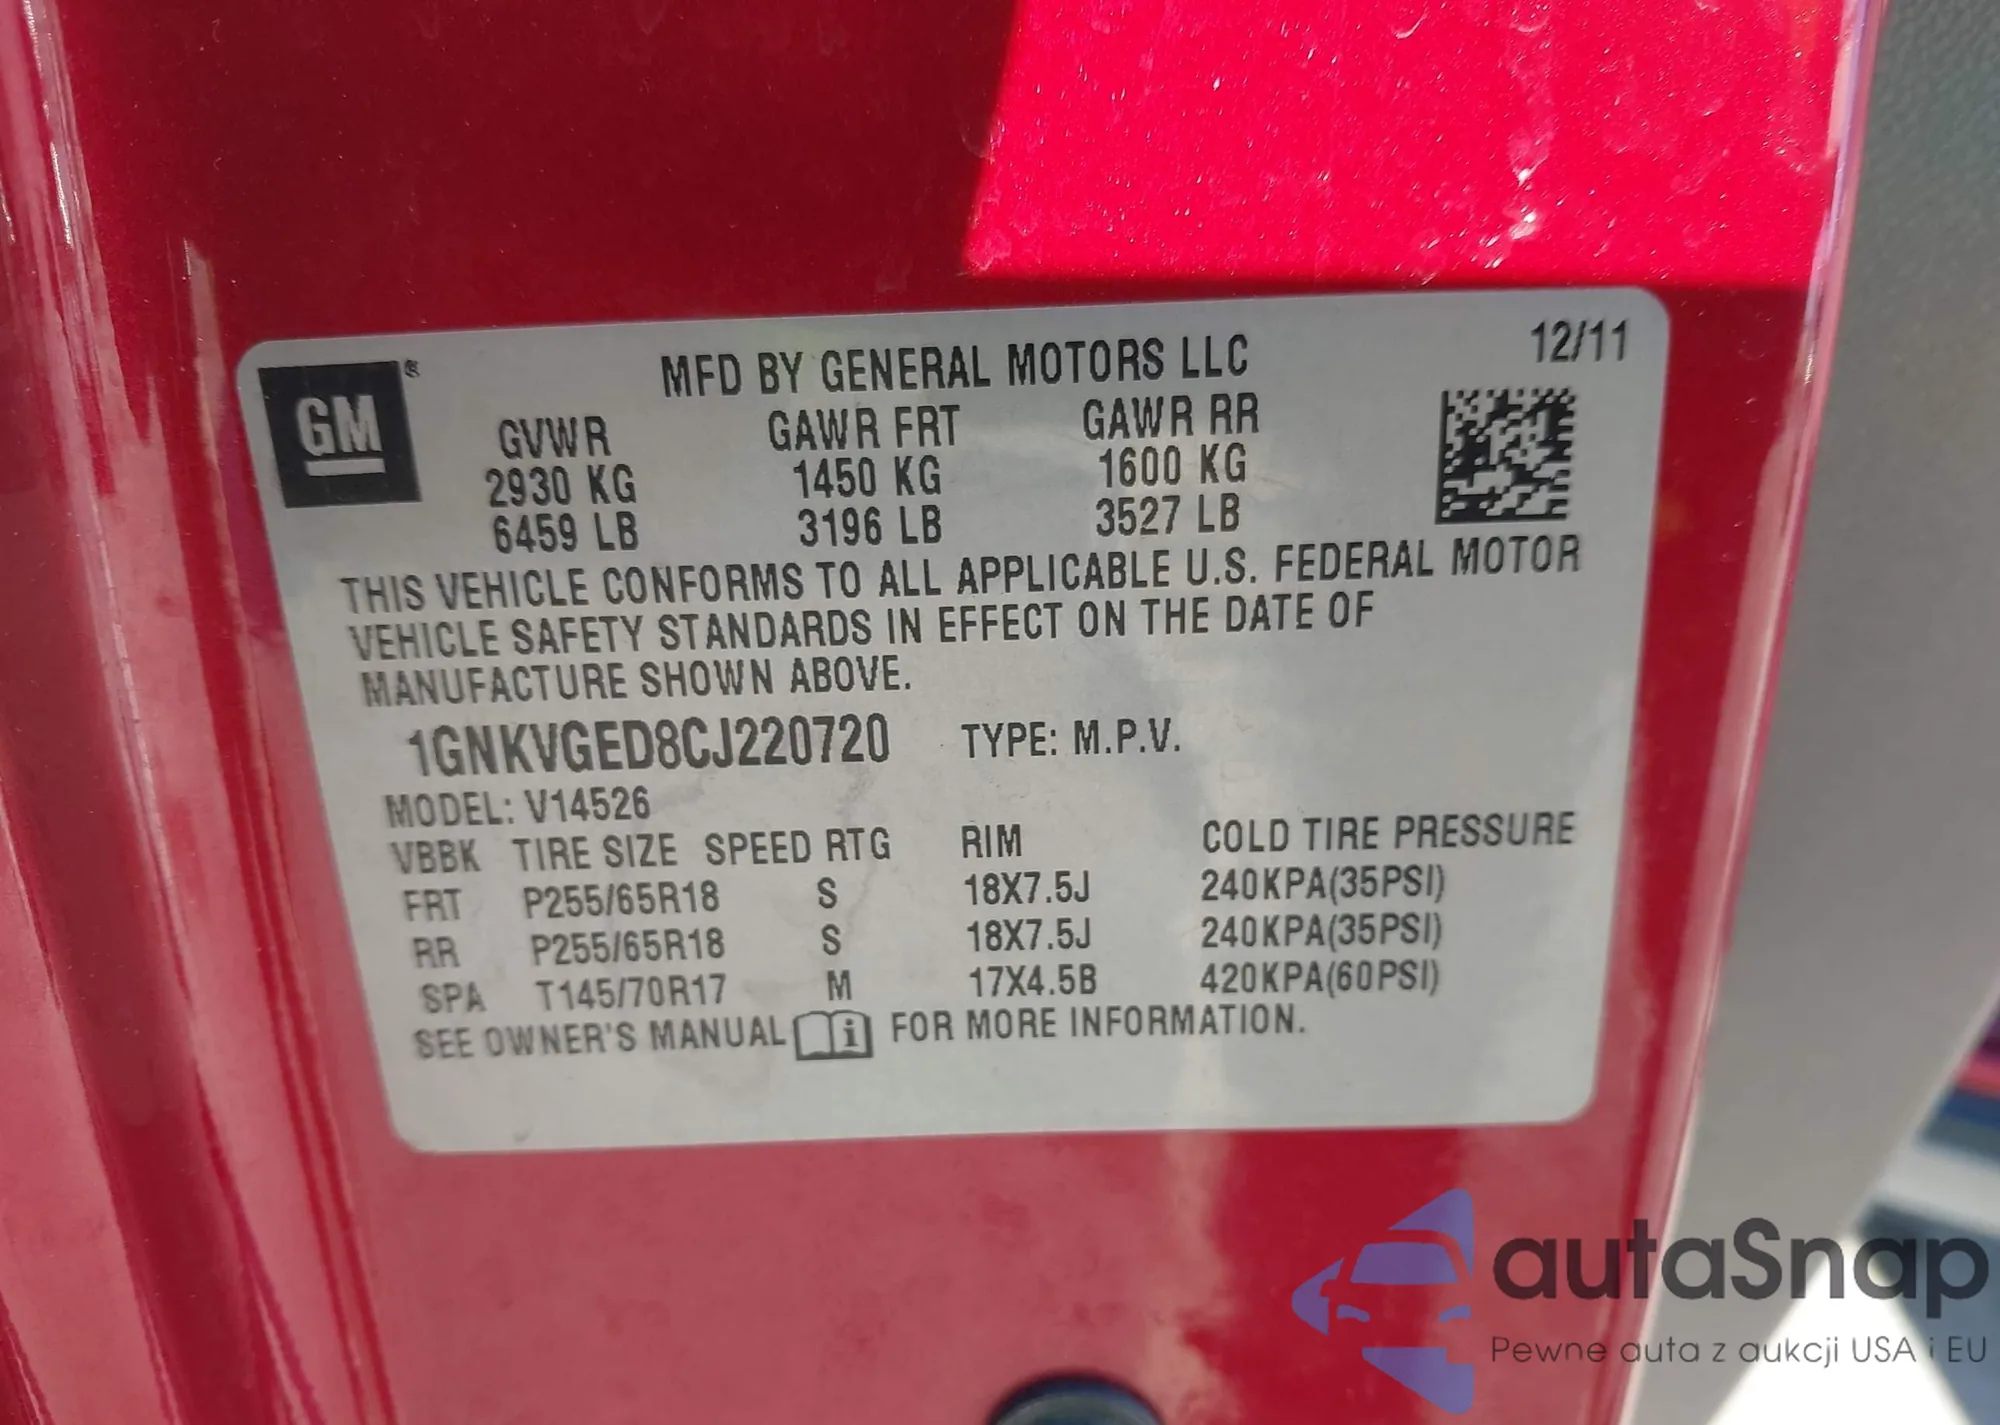 GM®
MFD BY GENERAL MOTORS LLC 12/11
GVWR GAWR FRT GAWR RR
2930 KG 1450 KG 1600 KG
6459 LB 3196 LB 3527 LB
THIS VEHICLE CONFORMS TO ALL APPLICABLE U.S. FEDERAL MOTOR
VEHICLE SAFETY STANDARDS IN EFFECT ON THE DATE OF
MANUFACTURE SHOWN ABOVE.
1GNKVGED8CJ220720 TYPE: M.P.V.
MODEL: V14526
VBBK TIRE SIZE SPEED RTG RIM COLD TIRE PRESSURE
FRT P255/65R18 S 18X7.5J 240KPA(35PSI)
RR P255/65R18 S 18X7.5J 240KPA(35PSI)
SPA T145/70R17 M 17X4.5B 420KPA(60PSI)
SEE OWNER'S MANUAL i FOR MORE INFORMATION.
autaSnap
Pewne auta z aukcji USA i EU